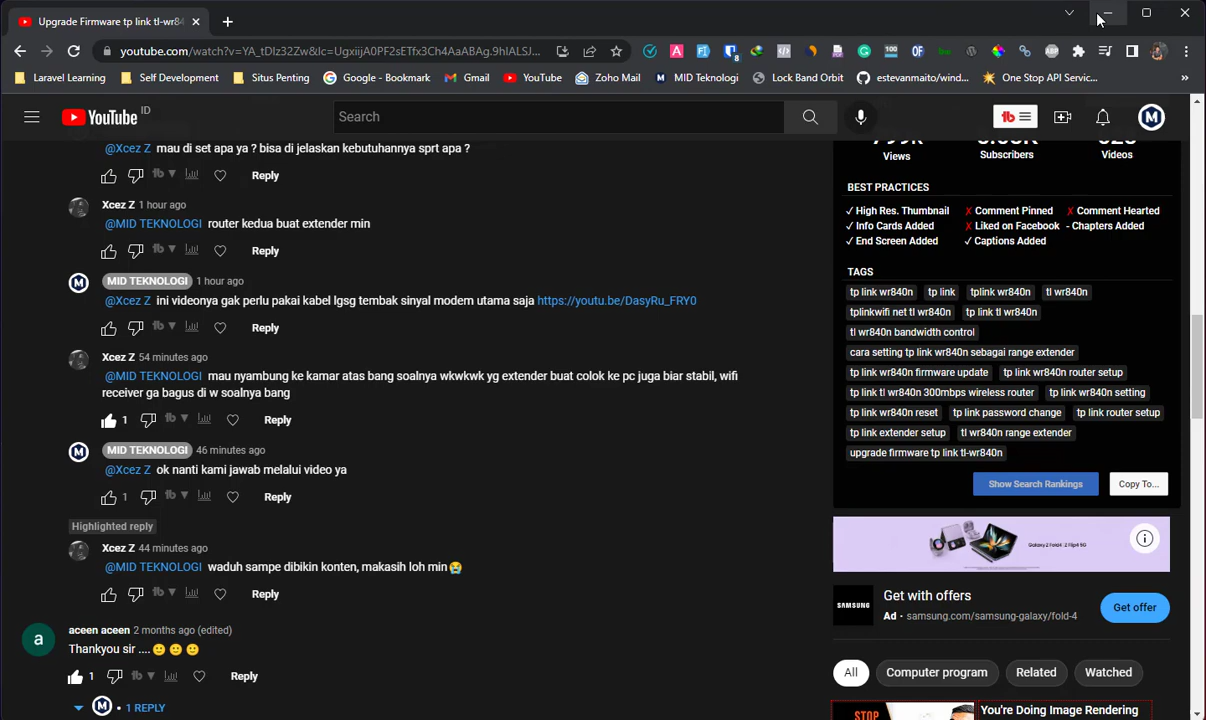 Upgrade Firmware tp link tl-wr84
youtube.com/watch?v=YA_tDIz32Zw&lc=UgxiijA0PF2sETfx3Ch4AaABAg.9hIALSJ...
Laravel Learning
Self Development
Situs Penting
Google - Bookmark
Gmail
YouTube
Zoho Mail
MID Teknologi
Lock Band Orbit
estevanmaito/wind...
One Stop API Servic...
»
YouTube ID
Search
tb
@Xcez Z mau di set apa ya ? bisa di jelaskan kebutuhannya sprt apa ?
tb
Reply
Xcez Z 1 hour ago
@MID TEKNOLOGI router kedua buat extender min
tb
Reply
MID TEKNOLOGI 1 hour ago
@Xcez Z ini videonya gak perlu pakai kabel lgsg tembak sinyal modem utama saja https://youtu.be/DasyRu_FRY0
tb
Reply
Xcez Z 54 minutes ago
@MID TEKNOLOGI mau nyambung ke kamar atas bang soalnya wkwkwk yg extender buat colok ke pc juga biar stabil, wifi
receiver ga bagus di w soalnya bang
1
tb
Reply
MID TEKNOLOGI 46 minutes ago
@Xcez Z ok nanti kami jawab melalui video ya
1
tb
Reply
Highlighted reply
Xcez Z 44 minutes ago
@MID TEKNOLOGI waduh sampe dibikin konten, makasih loh min😭
tb
Reply
a
aceen aceen 2 months ago (edited)
Thankyou sir .... 🙂 🙂 🙂
1
tb
Reply
M • 1 REPLY
Views
Subscribers
Videos
BEST PRACTICES
✓ High Res. Thumbnail ✗ Comment Pinned ✗ Comment Hearted
✓ Info Cards Added ✗ Liked on Facebook - Chapters Added
✓ End Screen Added ✓ Captions Added
TAGS
tp link wr840n tp link tplink wr840n tl wr840n
tplinkwifi net tl wr840n tp link tl wr840n
tl wr840n bandwidth control
cara setting tp link wr840n sebagai range extender
tp link wr840n firmware update tp link wr840n router setup
tp link tl wr840n 300mbps wireless router tp link wr840n setting
tp link wr840n reset tp link password change tp link router setup
tp link extender setup tl wr840n range extender
upgrade firmware tp link tl-wr840n
Show Search Rankings
Copy To...
Galaxy Z Fold4 | Z Flip4 5G
SAMSUNG
Get with offers
Ad • samsung.com/samsung-galaxy/fold-4
Get offer
All
Computer program
Related
Watched
STOP
You're Doing Image Rendering